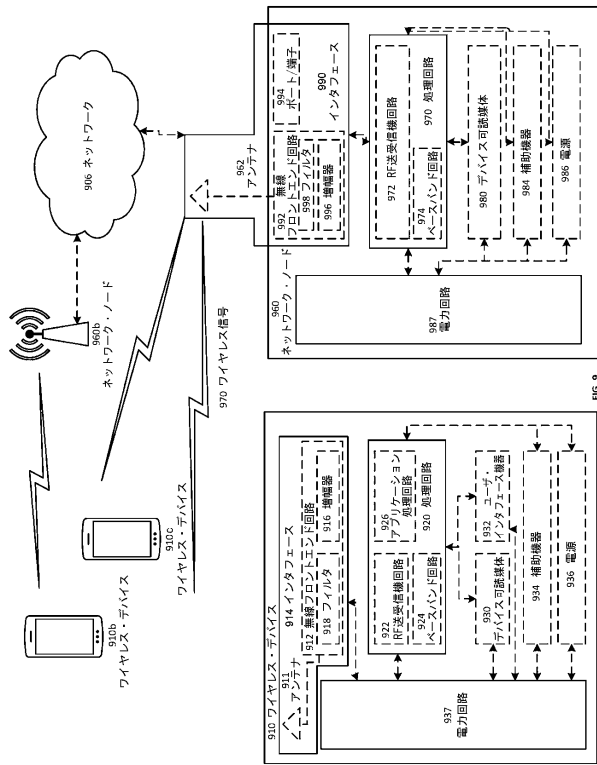 906 ネットワーク
960b
ネットワーク・ノード
970 ワイヤレス信号
910b
ワイヤレス・デバイス
910c
ワイヤレス・デバイス
960
ネットワーク・ノード
962
アンテナ
990
インタフェース
992 無線
フロントエンド回路
998 フィルタ
996 増幅器
994
ポート/端子
970 処理回路
972 RF送受信機回路
974
ベースバンド回路
980 デバイス可読媒体
984 補助機器
986 電源
987
電力回路
910 ワイヤレス・デバイス
911
アンテナ
914 インタフェース
912 無線フロントエンド回路
918 フィルタ
916 増幅器
920 処理回路
922
RF送受信機回路
924
ベースバンド回路
926
アプリケーション
処理回路
930
デバイス可読媒体
932 ユーザ・
インタフェース機器
934 補助機器
936 電源
937
電力回路
FIG. 9